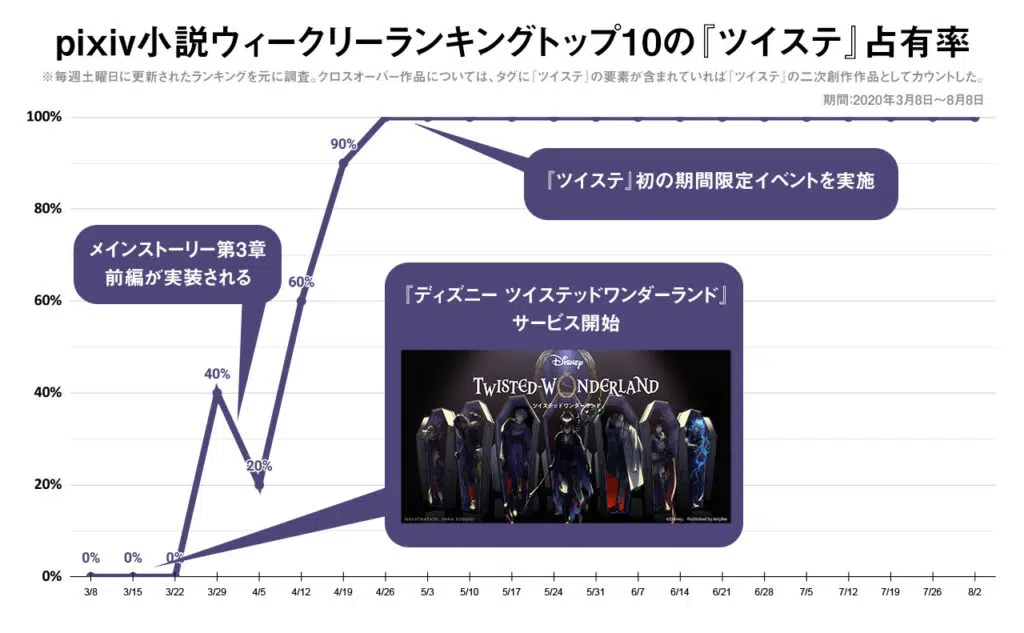 pixiv小説ウィークリーランキングトップ10の『ツイステ』占有率
※毎週土曜日に更新されたランキングを元に調査。クロスオーバー作品については、タグに『ツイステ』の要素が含まれていれば『ツイステ』の二次創作作品としてカウントした。
期間:2020年3月8日〜8月8日
100%
80%
60%
40%
20%
0%
0%
0%
0%
40%
20%
60%
90%
『ツイステ』初の期間限定イベントを実施
メインストーリー第3章
前編が実装される
『ディズニー ツイステッドワンダーランド』
サービス開始
Disney
TWISTED-WONDERLAND
ツイステッドワンダーランド
ILLUSTRATION: YANA TOBOSO
©Disney. Published by Aniplex
3/8 3/15 3/22 3/29 4/5 4/12 4/19 4/26 5/3 5/10 5/17 5/24 5/31 6/7 6/14 6/21 6/28 7/5 7/12 7/19 7/26 8/2